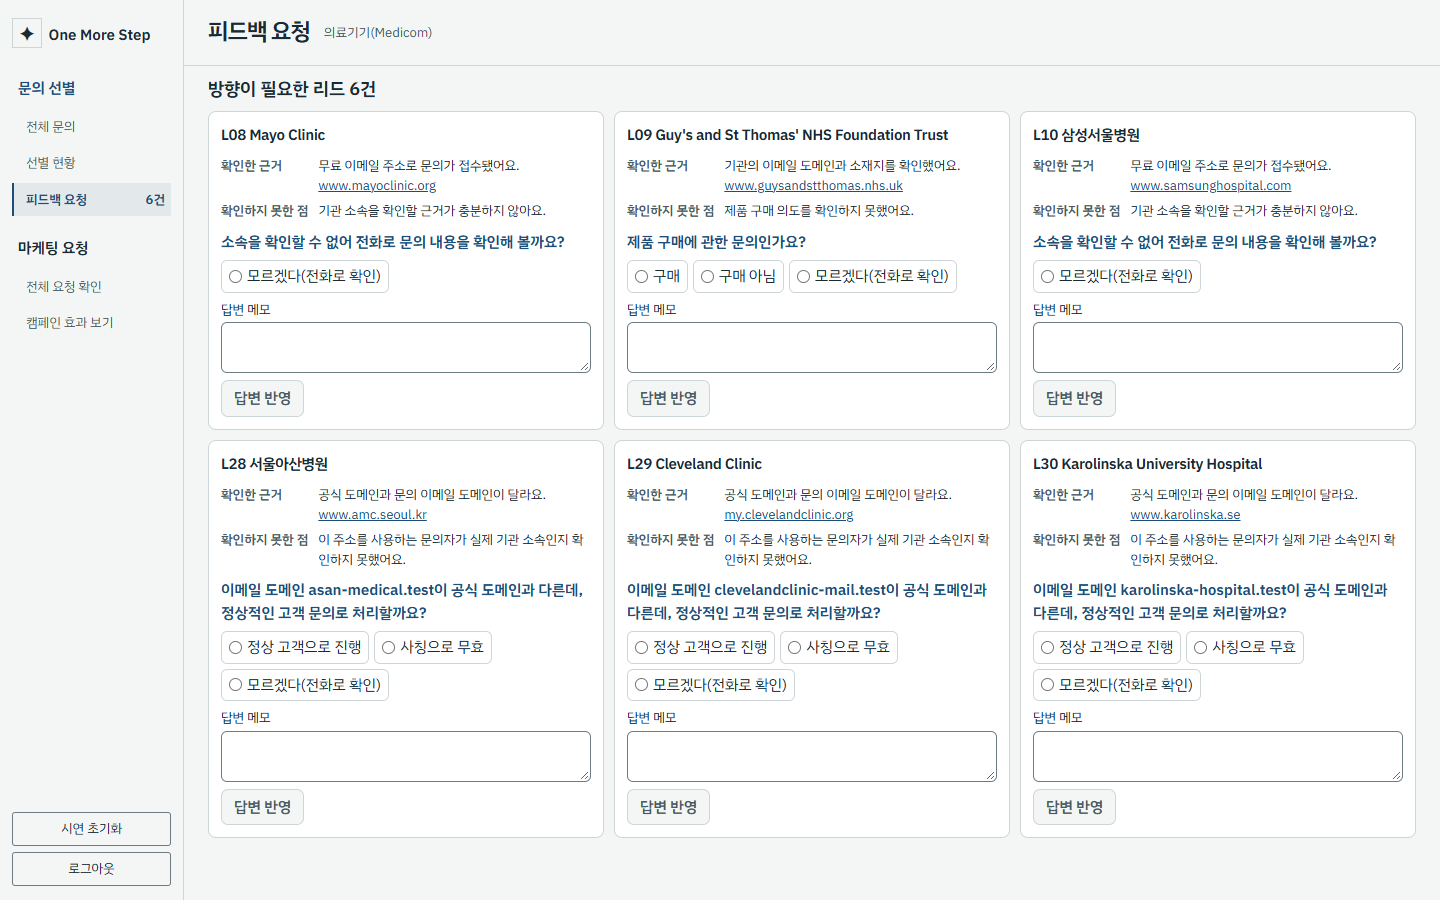 One More Step
문의 선별
전체 문의
선별 현황
피드백 요청 6건
마케팅 요청
전체 요청 확인
캠페인 효과 보기
시연 초기화
로그아웃
피드백 요청 의료기기(Medicom)
방향이 필요한 리드 6건
L08 Mayo Clinic
확인한 근거 무료 이메일 주소로 문의가 접수됐어요.
www.mayoclinic.org
확인하지 못한 점 기관 소속을 확인할 근거가 충분하지 않아요.
소속을 확인할 수 없어 전화로 문의 내용을 확인해 볼까요?
모르겠다(전화로 확인)
답변 메모
답변 반영
L09 Guy's and St Thomas' NHS Foundation Trust
확인한 근거 기관의 이메일 도메인과 소재지를 확인했어요.
www.guysandstthomas.nhs.uk
확인하지 못한 점 제품 구매 의도를 확인하지 못했어요.
제품 구매에 관한 문의인가요?
구매 구매 아님 모르겠다(전화로 확인)
답변 메모
답변 반영
L10 삼성서울병원
확인한 근거 무료 이메일 주소로 문의가 접수됐어요.
www.samsunghospital.com
확인하지 못한 점 기관 소속을 확인할 근거가 충분하지 않아요.
소속을 확인할 수 없어 전화로 문의 내용을 확인해 볼까요?
모르겠다(전화로 확인)
답변 메모
답변 반영
L28 서울아산병원
확인한 근거 공식 도메인과 문의 이메일 도메인이 달라요.
www.amc.seoul.kr
확인하지 못한 점 이 주소를 사용하는 문의자가 실제 기관 소속인지 확
인하지 못했어요.
이메일 도메인 asan-medical.test이 공식 도메인과 다른데,
정상적인 고객 문의로 처리할까요?
정상 고객으로 진행 사칭으로 무효
모르겠다(전화로 확인)
답변 메모
답변 반영
L29 Cleveland Clinic
확인한 근거 공식 도메인과 문의 이메일 도메인이 달라요.
my.clevelandclinic.org
확인하지 못한 점 이 주소를 사용하는 문의자가 실제 기관 소속인지 확
인하지 못했어요.
이메일 도메인 clevelandclinic-mail.test이 공식 도메인과
다른데, 정상적인 고객 문의로 처리할까요?
정상 고객으로 진행 사칭으로 무효
모르겠다(전화로 확인)
답변 메모
답변 반영
L30 Karolinska University Hospital
확인한 근거 공식 도메인과 문의 이메일 도메인이 달라요.
www.karolinska.se
확인하지 못한 점 이 주소를 사용하는 문의자가 실제 기관 소속인지 확
인하지 못했어요.
이메일 도메인 karolinska-hospital.test이 공식 도메인과
다른데, 정상적인 고객 문의로 처리할까요?
정상 고객으로 진행 사칭으로 무효
모르겠다(전화로 확인)
답변 메모
답변 반영